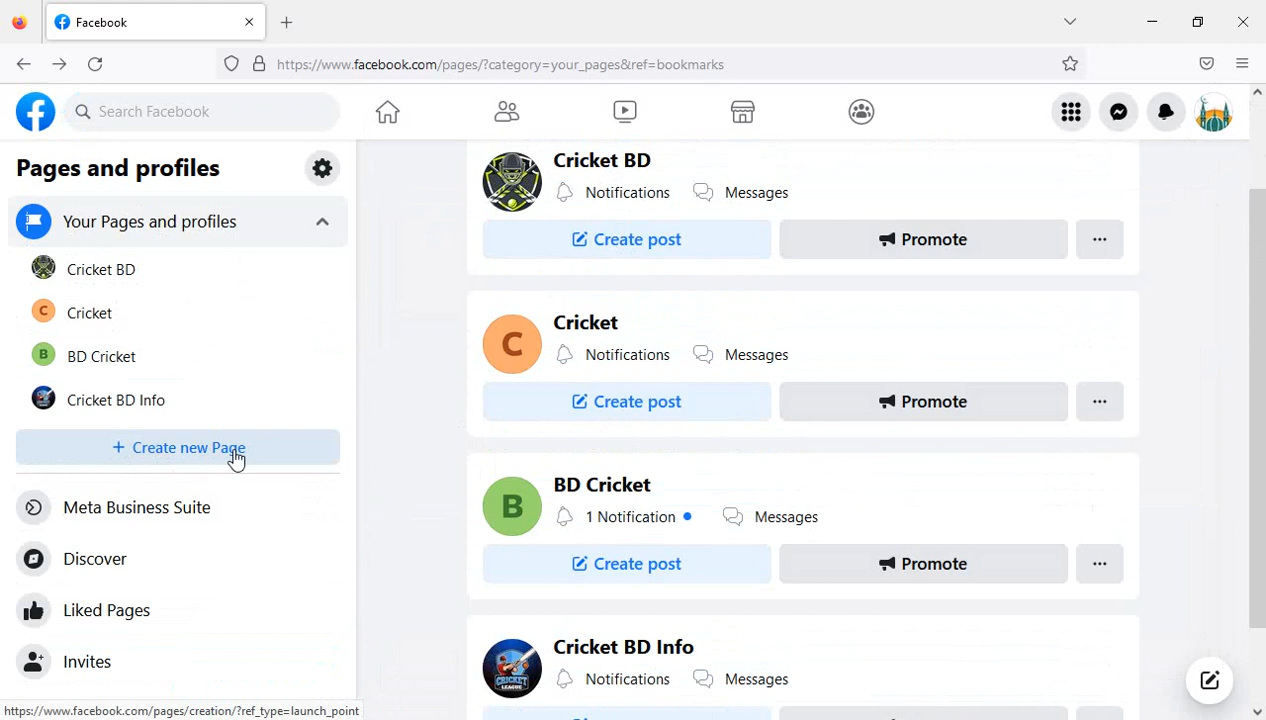 Facebook
https://www.facebook.com/pages/?category=your_pages&ref=bookmarks
Search Facebook
Pages and profiles
Your Pages and profiles
Cricket BD
C Cricket
B BD Cricket
Cricket BD Info
+ Create new Page
Meta Business Suite
Discover
Liked Pages
Invites
Cricket BD
Notifications Messages
Create post Promote
C
Cricket
Notifications Messages
Create post Promote
B
BD Cricket
1 Notification Messages
Create post Promote
CRICKET
LEAGUE
Cricket BD Info
Notifications Messages
https://www.facebook.com/pages/creation/?ref_type=launch_point